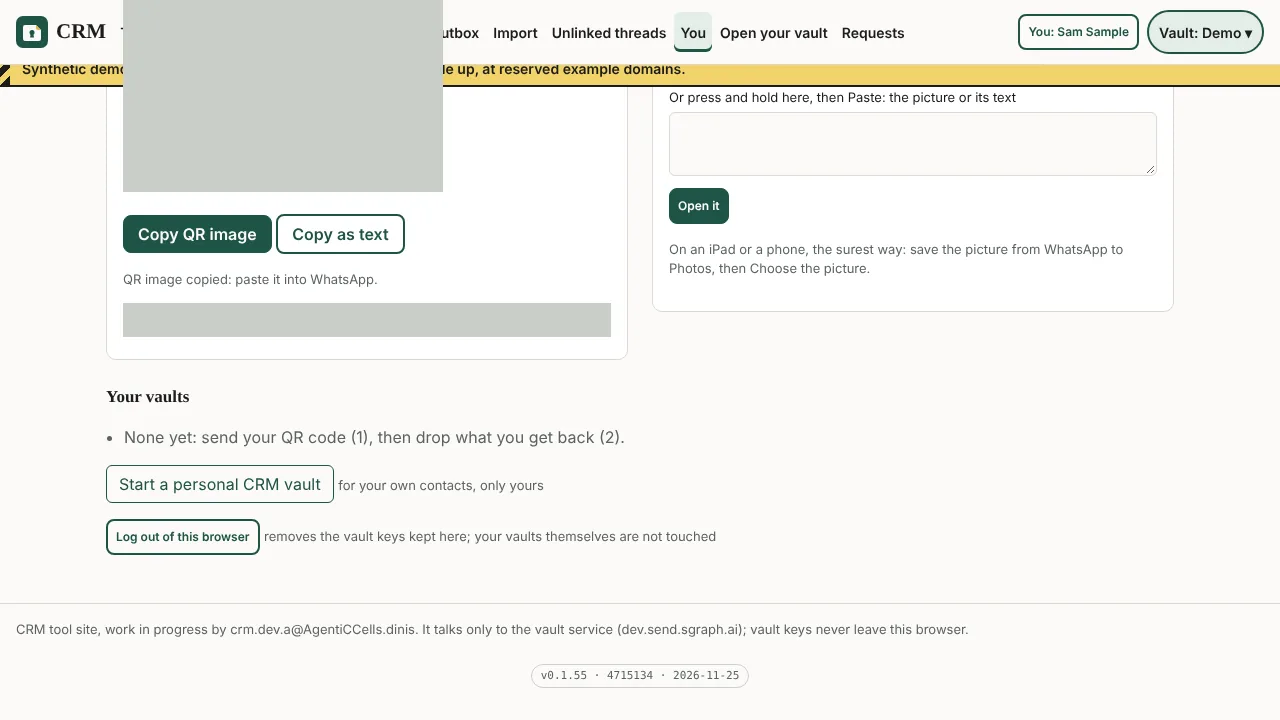 CRM
Import
Unlinked threads
You
Open your vault
Requests
You: Sam Sample
Vault: Demo ▾
up, at reserved example domains.
Or press and hold here, then Paste: the picture or its text
Open it
On an iPad or a phone, the surest way: save the picture from WhatsApp to
Photos, then Choose the picture.
Copy QR image
Copy as text
QR image copied: paste it into WhatsApp.
Your vaults
• None yet: send your QR code (1), then drop what you get back (2).
Start a personal CRM vault for your own contacts, only yours
Log out of this browser removes the vault keys kept here; your vaults themselves are not touched
CRM tool site, work in progress by crm.dev.a@AgentiCCells.dinis. It talks only to the vault service (dev.send.sgraph.ai); vault keys never leave this browser.
v0.1.55 · 4715134 · 2026-11-25